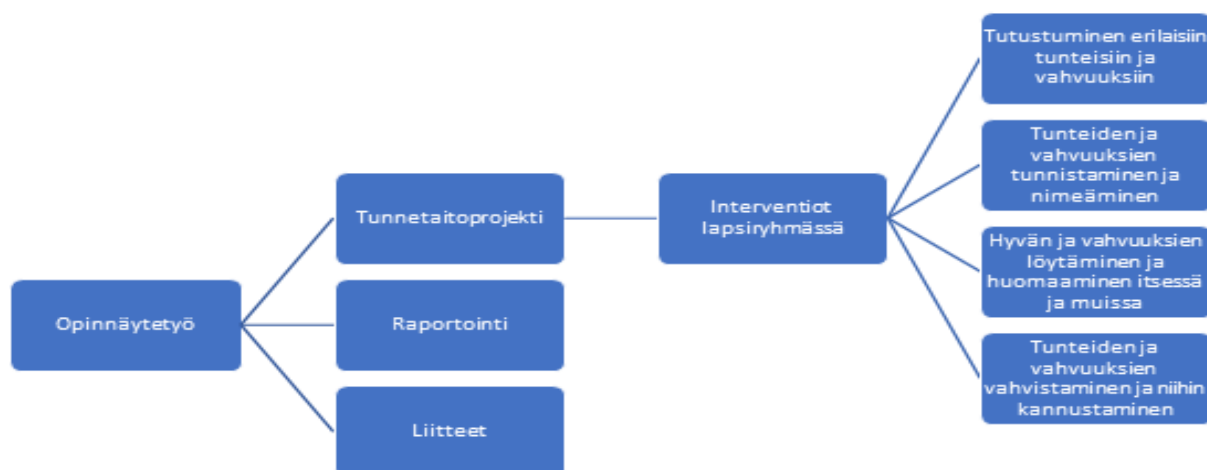 Opinnäytetyö
Tunnetaitoprojekti
Raportointi
Liitteet
Interventiot
lapsiryhmässä
Tutustuminen erilaisiin
tunteisiin ja
vahvuuksiin
Tunteiden ja
vahvuuksien
tunnistaminen ja
nimeäminen
Hyvän ja vahvuuksien
löytäminen ja
huomaaminen itsessä
ja muissa
Tunteiden ja
vahvuuksien
vahvistaminen ja niihin
kannustaminen